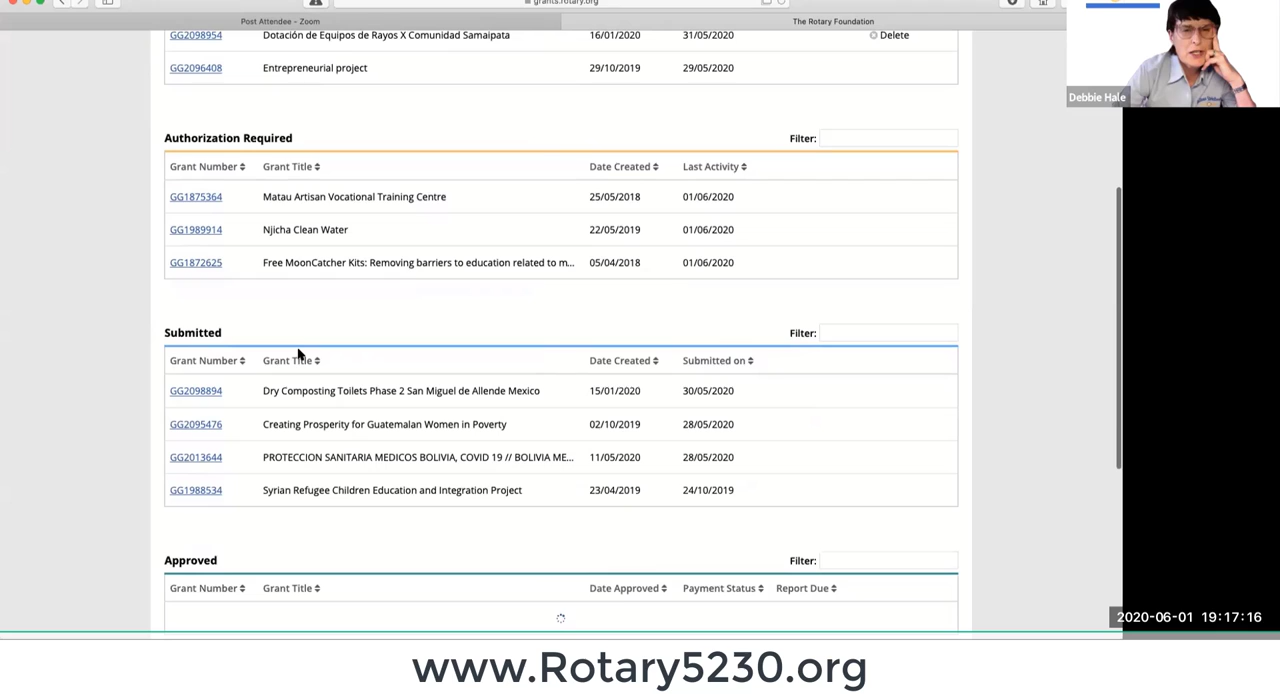 grants.rotary.org
Post Attendee - Zoom
The Rotary Foundation
GG2098954 Dotación de Equipos de Rayos X Comunidad Samaipata 16/01/2020 31/05/2020 Delete
GG2096408 Entrepreneurial project 29/10/2019 29/05/2020
Debbie Hale
Authorization Required Filter:
Grant Number Grant Title Date Created Last Activity
GG1875364 Matau Artisan Vocational Training Centre 25/05/2018 01/06/2020
GG1989914 Njicha Clean Water 22/05/2019 01/06/2020
GG1872625 Free MoonCatcher Kits: Removing barriers to education related to m... 05/04/2018 01/06/2020
Submitted Filter:
Grant Number Grant Title Date Created Submitted on
GG2098894 Dry Composting Toilets Phase 2 San Miguel de Allende Mexico 15/01/2020 30/05/2020
GG2095476 Creating Prosperity for Guatemalan Women in Poverty 02/10/2019 28/05/2020
GG2013644 PROTECCION SANITARIA MEDICOS BOLIVIA, COVID 19 // BOLIVIA ME... 11/05/2020 28/05/2020
GG1988534 Syrian Refugee Children Education and Integration Project 23/04/2019 24/10/2019
Approved Filter:
Grant Number Grant Title Date Approved Payment Status Report Due
2020-06-01 19:17:16
www.Rotary5230.org